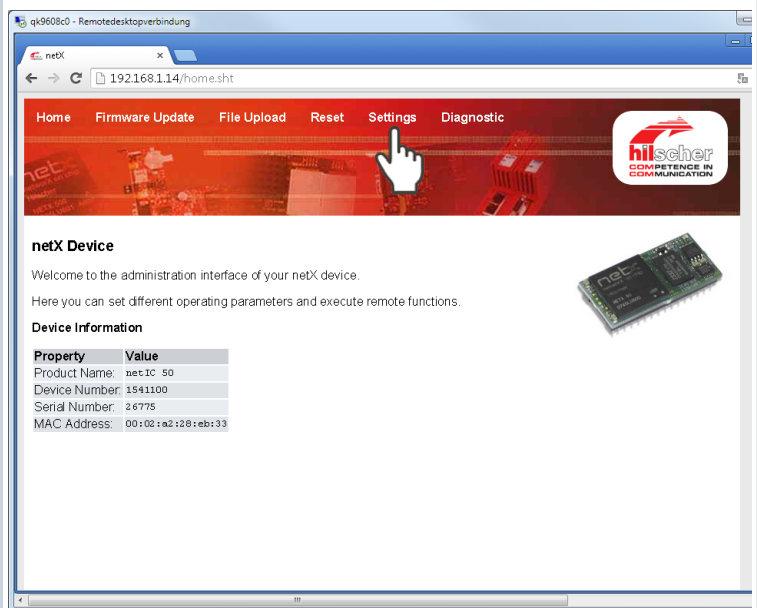 qk9608c0 - Remotedesktopverbindung
netX
192.168.1.14/home.sht
Home Firmware Update File Upload Reset Settings Diagnostic
hilscher
COMPETENCE IN
COMMUNICATION
netX Device
Welcome to the administration interface of your netX device.
Here you can set different operating parameters and execute remote functions.
Device Information
Property Value
Product Name: netIC 50
Device Number: 1541100
Serial Number: 26775
MAC Address: 00:02:a2:28:eb:33